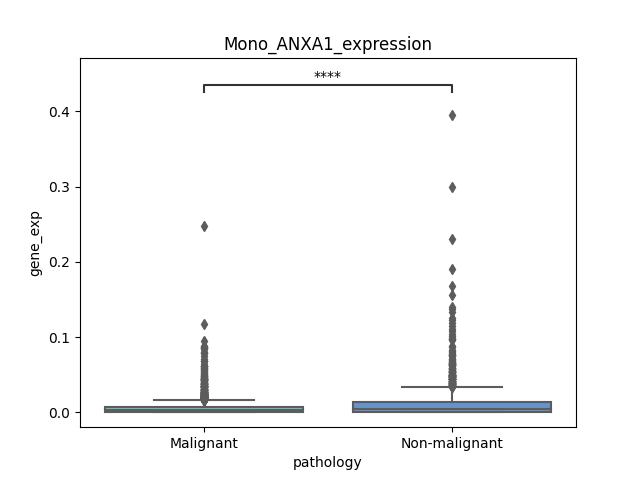 Mono_ANXA1_expression
****
gene_exp
0.4
0.3
0.2
0.1
0.0
Malignant
Non-malignant
pathology